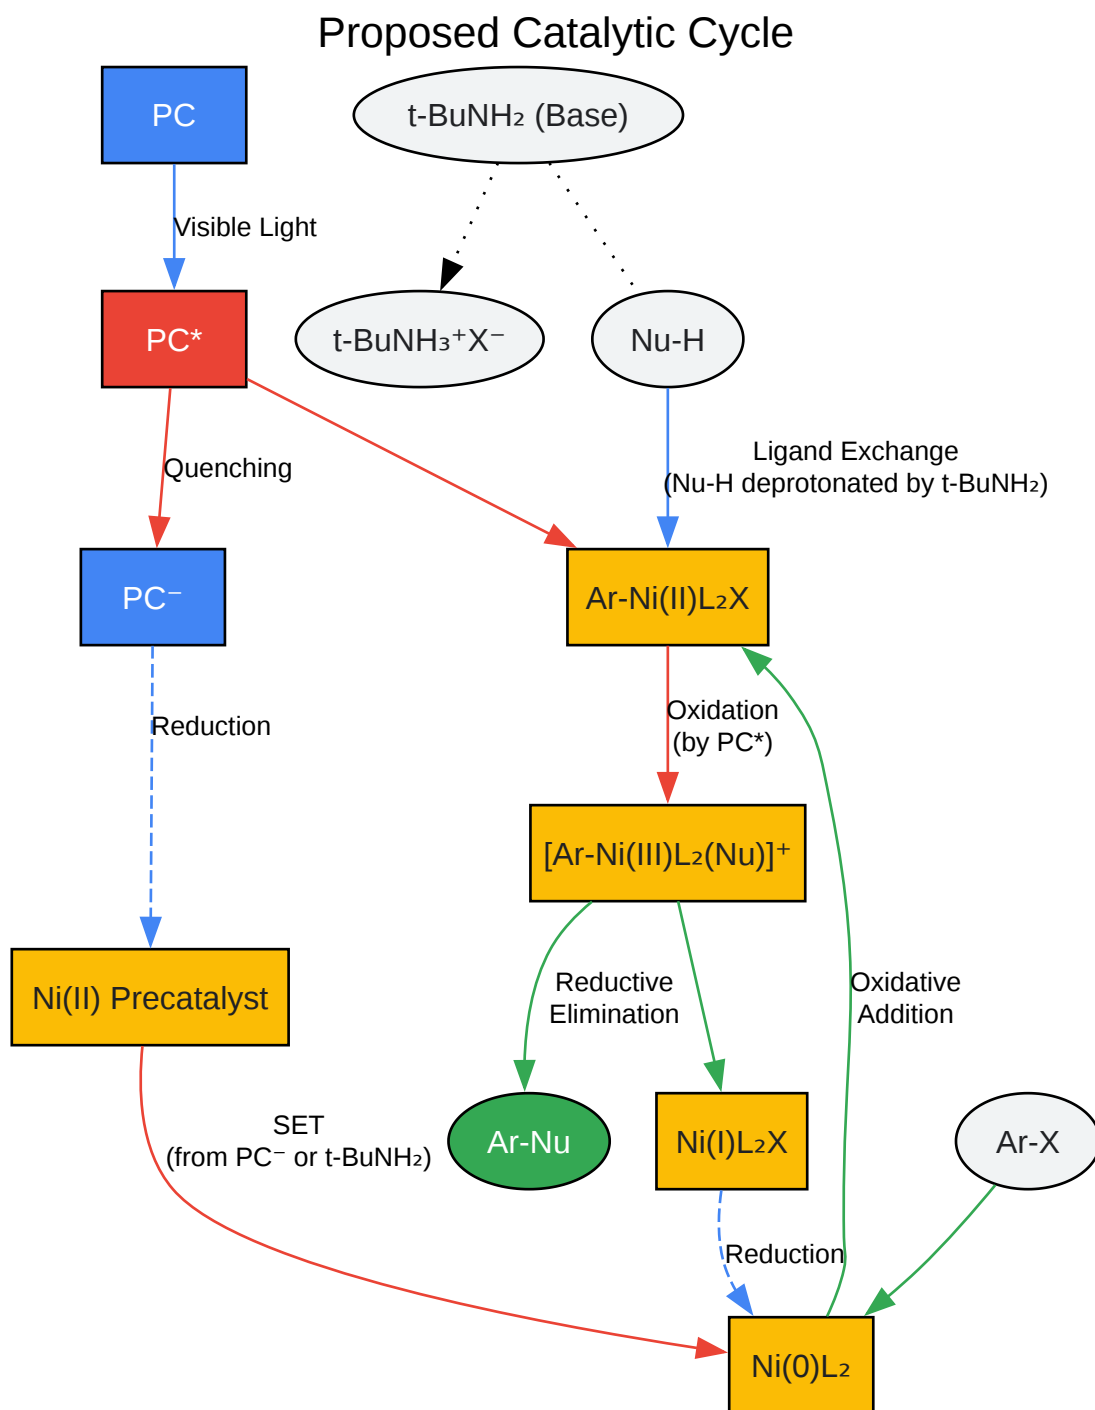 Proposed Catalytic Cycle
PC
t-BuNH₂ (Base)
Visible Light
PC*
t-BuNH₃⁺X⁻
Nu-H
Quenching
Ligand Exchange
(Nu-H deprotonated by t-BuNH₂)
PC⁻
Ar-Ni(II)L₂X
Reduction
Oxidation
(by PC*)
[Ar-Ni(III)L₂(Nu)]⁺
Ni(II) Precatalyst
Reductive
Elimination
Oxidative
Addition
SET
(from PC⁻ or t-BuNH₂)
Ar-Nu
Ni(I)L₂X
Ar-X
Reduction
Ni(0)L₂